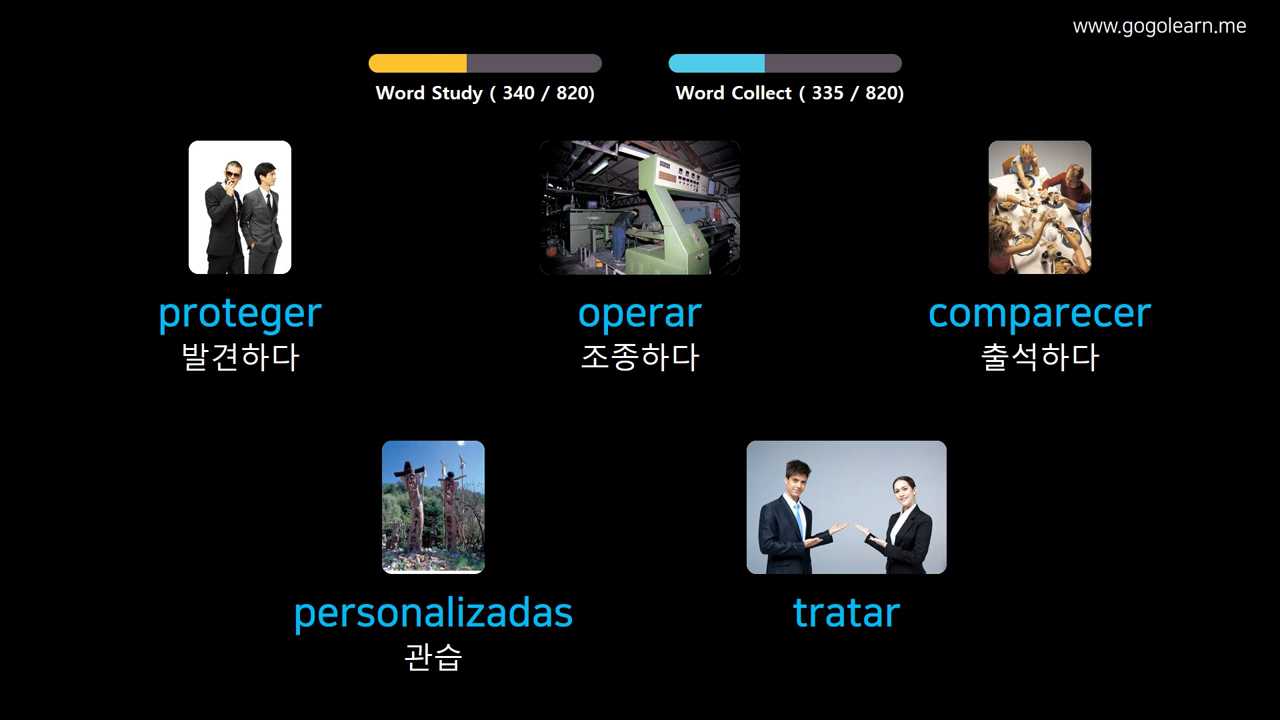 www.gogolearn.me
Word Study ( 340 / 820)
Word Collect ( 335 / 820)
proteger
발견하다
operar
조종하다
comparecer
출석하다
personalizadas
관습
tratar